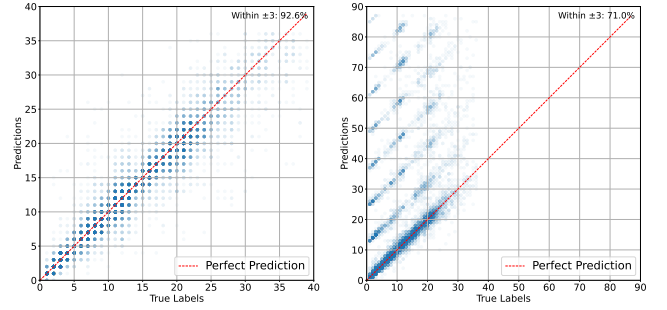 Within ±3: 92.6%
40
35
30
25
20
15
10
5
0
Predictions
0 5 10 15 20 25 30 35 40
True Labels
Perfect Prediction
Within ±3: 71.0%
90
80
70
60
50
40
30
20
10
0
Predictions
0 10 20 30 40 50 60 70 80 90
True Labels
Perfect Prediction